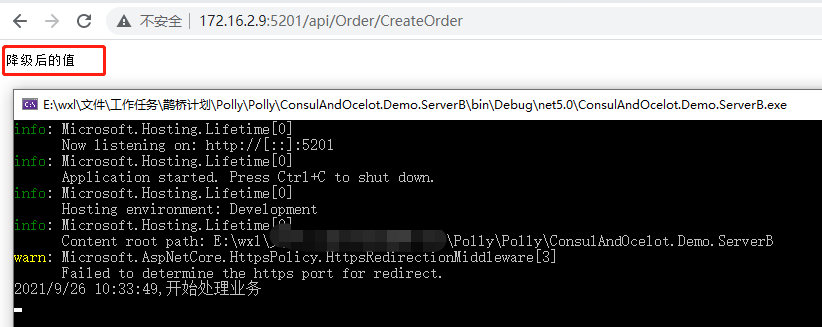 不安全 172.16.2.9:5201/api/Order/CreateOrder
降级后的值
E:\wxl\文件\工作任务\鹊桥计划\Polly\Polly\ConsulAndOcelot.Demo.ServerB\bin\Debug\net5.0\ConsulAndOcelot.Demo.ServerB.exe
info: Microsoft.Hosting.Lifetime[0]
Now listening on: http://[::]:5201
info: Microsoft.Hosting.Lifetime[0]
Application started. Press Ctrl+C to shut down.
info: Microsoft.Hosting.Lifetime[0]
Hosting environment: Development
info: Microsoft.Hosting.Lifetime[0]
Content root path: E:\wxl\ \Polly\Polly\ConsulAndOcelot.Demo.ServerB
warn: Microsoft.AspNetCore.HttpsPolicy.HttpsRedirectionMiddleware[3]
Failed to determine the https port for redirect.
2021/9/26 10:33:49,开始处理业务